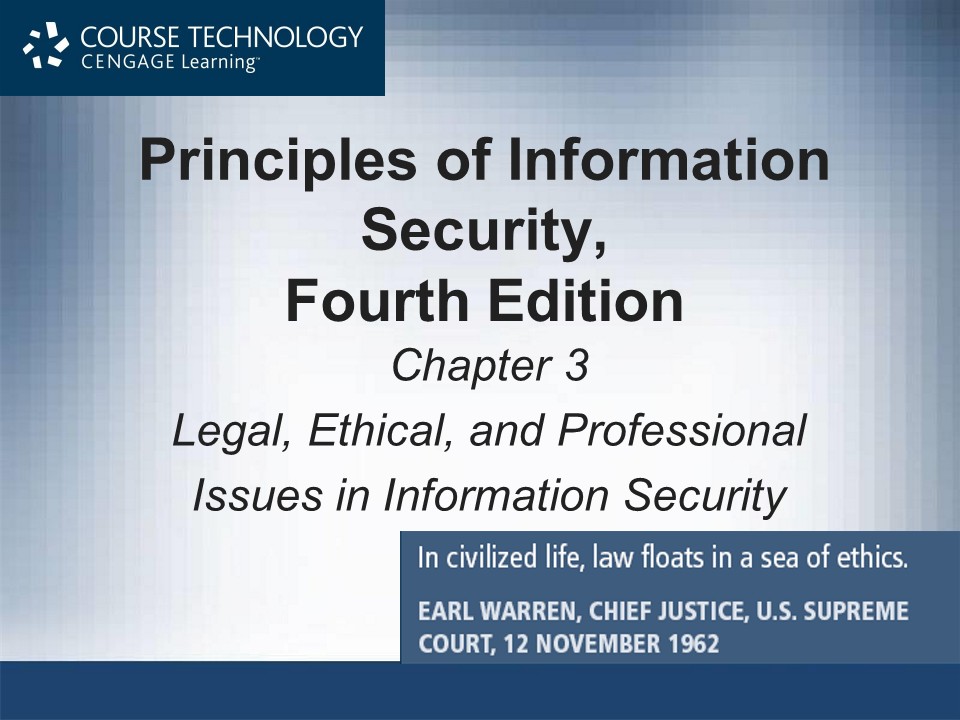 COURSE TECHNOLOGY
CENGAGE Learning™
Principles of Information
Security,
Fourth Edition
Chapter 3
Legal, Ethical, and Professional
Issues in Information Security
In civilized life, law floats in a sea of ethics.
EARL WARREN, CHIEF JUSTICE, U.S. SUPREME
COURT, 12 NOVEMBER 1962